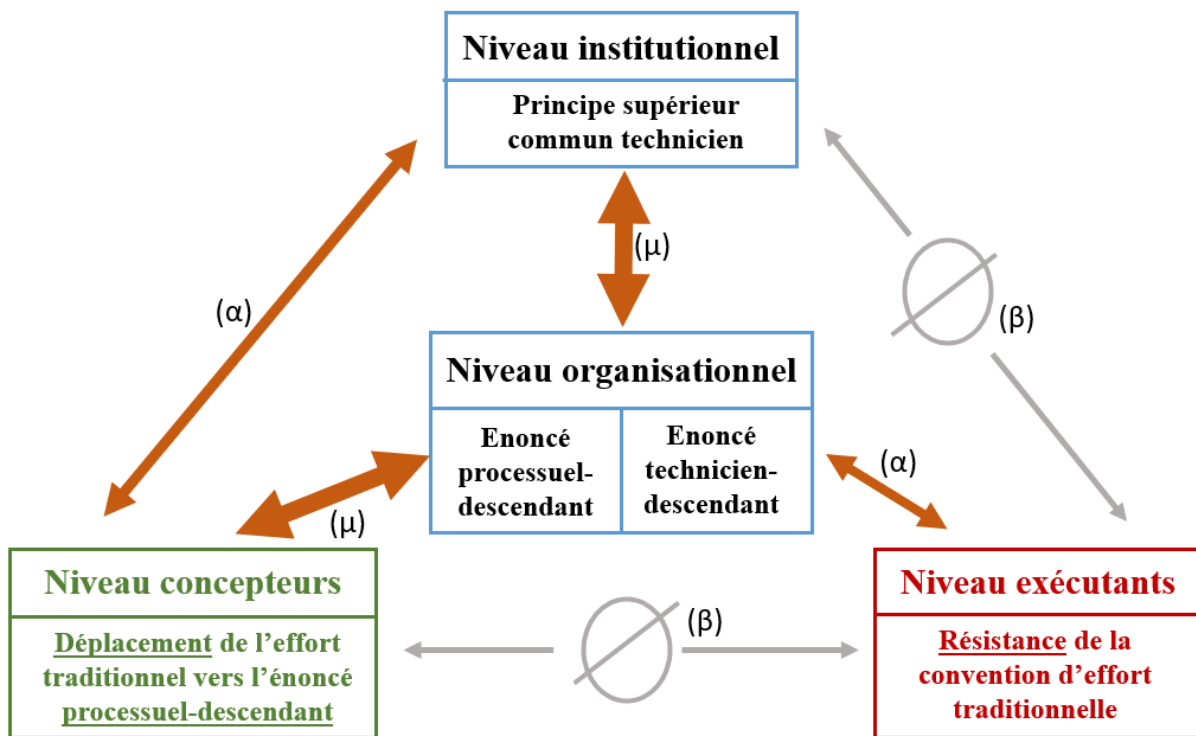 Niveau institutionnel
Principe supérieur
commun technicien
(α)
(μ)
(β)
Niveau organisationnel
Enoncé
processuel-
descendant
Enoncé
technicien-
descendant
(μ)
(α)
Niveau concepteurs
Déplacement de l’effort
traditionnel vers l’énoncé
processuel-descendant
(β)
Niveau exécutants
Résistance de la
convention d’effort
traditionnelle